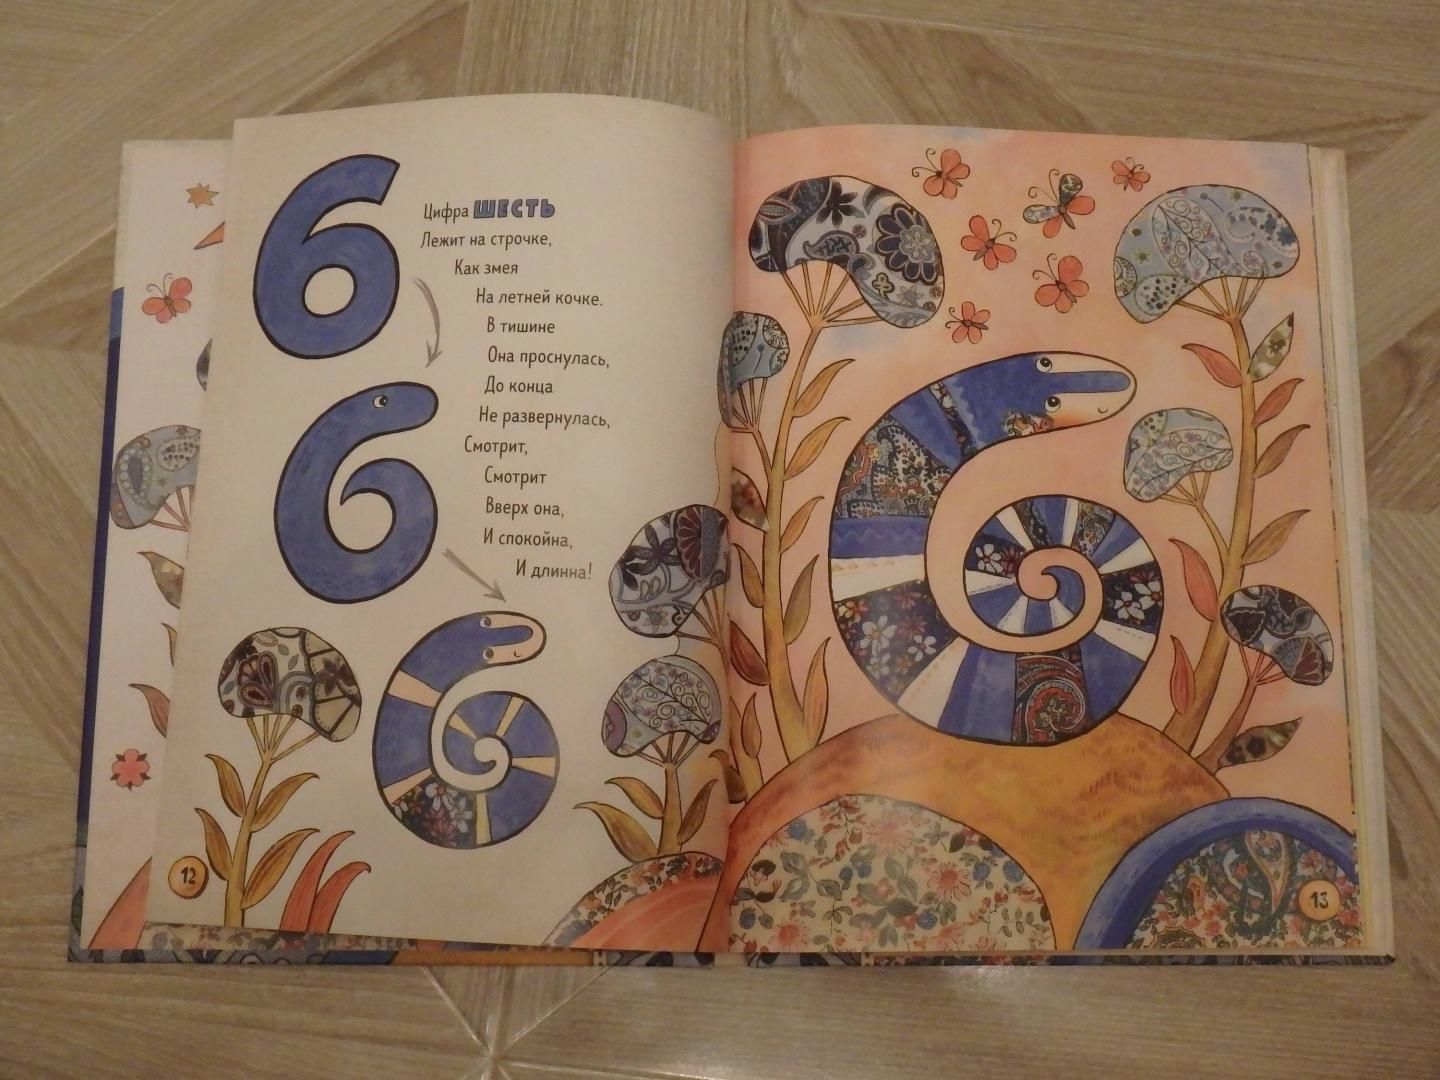 6
Цифра ШЕСТЬ
Лежит на строчке,
Как змея
На летней кочке.
В тишине
Она проснулась,
До конца
Не развернулась,
Смотрит,
Смотрит
Вверх она,
И спокойна,
И длинна!
12
13